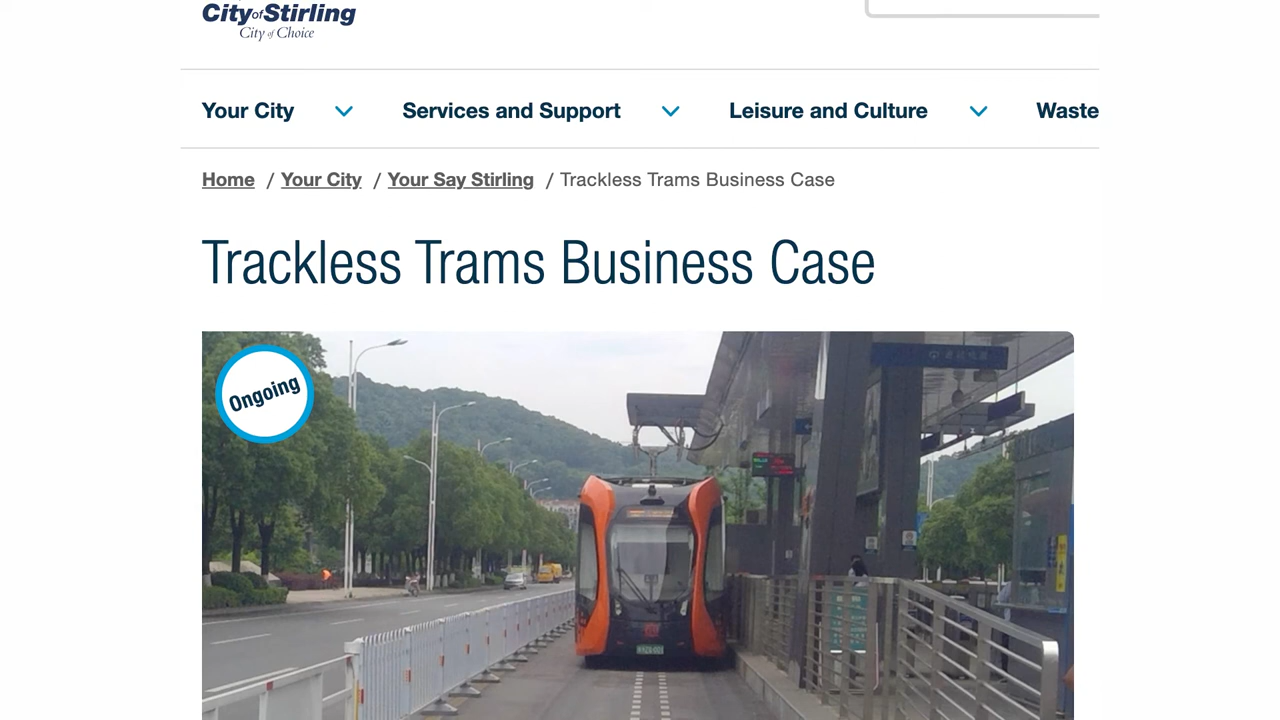 City of Stirling
City of Choice
Your City
Services and Support
Leisure and Culture
Waste
Home / Your City / Your Say Stirling / Trackless Trams Business Case
Trackless Trams Business Case
Ongoing